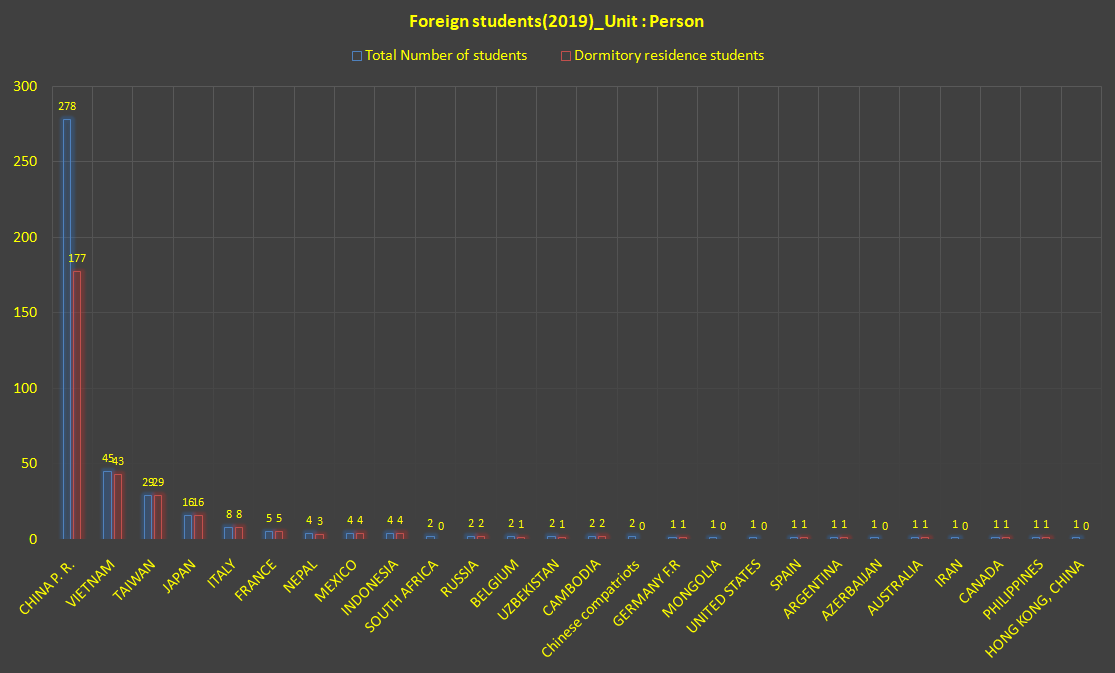 Foreign students(2019)_Unit : Person
Total Number of students Dormitory residence students
300
250
200
150
100
50
0
278 177
45 43
29 29
16 16
8 8
5 5
4 3
4 4
4 4
2 0
2 2
2 1
2 1
2 2
2 0
1 1
1 0
1 0
1 1
1 1
1 0
1 1
1 0
1 1
1 1
1 0
CHINA P. R.
VIETNAM
TAIWAN
JAPAN
ITALY
FRANCE
NEPAL
MEXICO
INDONESIA
SOUTH AFRICA
RUSSIA
BELGIUM
UZBEKISTAN
CAMBODIA
Chinese compatriots
GERMANY F.R
MONGOLIA
UNITED STATES
SPAIN
ARGENTINA
AZERBAIJAN
AUSTRALIA
IRAN
CANADA
PHILIPPINES
HONG KONG, CHINA